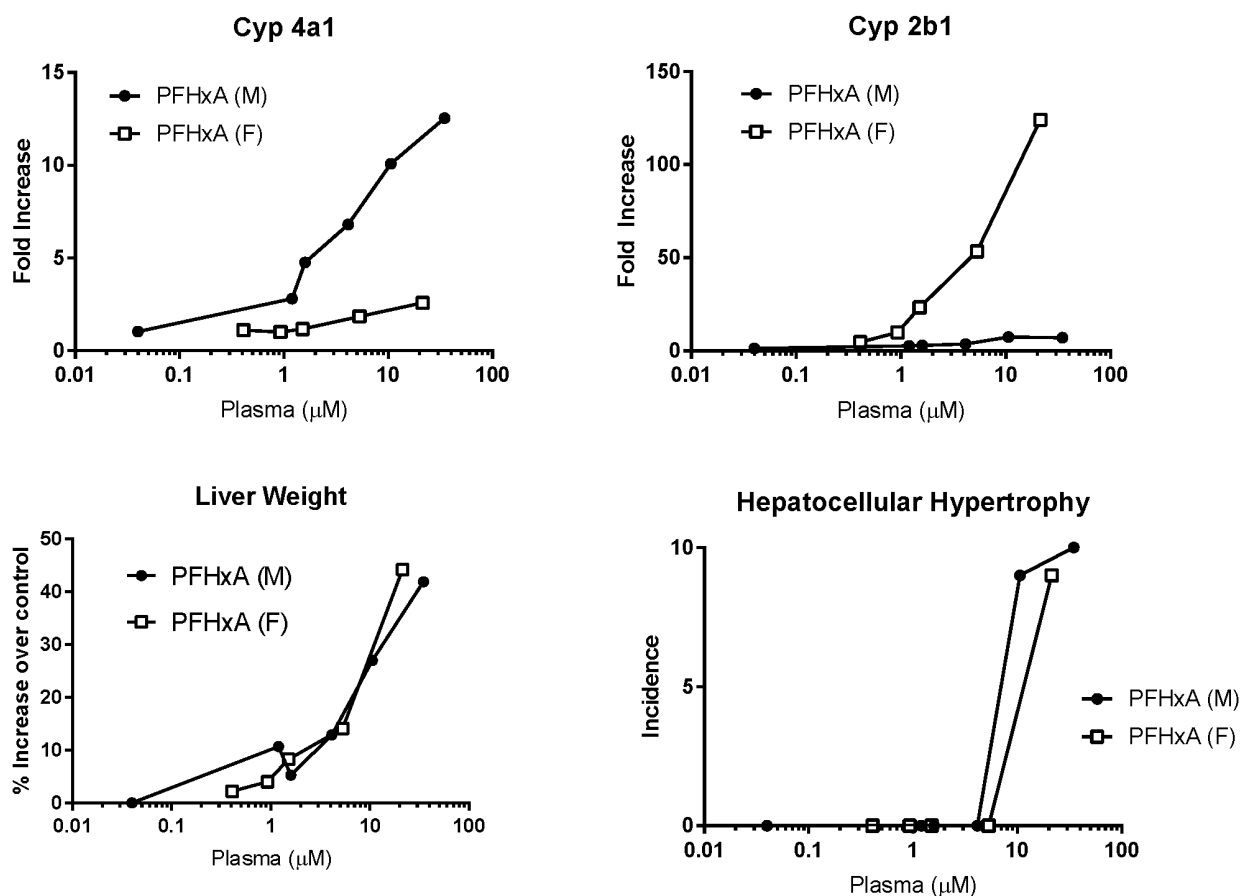 Cyp 4a1
15
10
5
0
Fold Increase
PFHxA (M)
PFHxA (F)
0.01 0.1 1 10 100
Plasma (µM)
Cyp 2b1
150
100
50
0
Fold Increase
PFHxA (M)
PFHxA (F)
0.01 0.1 1 10 100
Plasma (µM)
Liver Weight
50
40
30
20
10
0
% Increase over control
PFHxA (M)
PFHxA (F)
0.01 0.1 1 10 100
Plasma (µM)
Hepatocellular Hypertrophy
10
5
0
Incidence
PFHxA (M)
PFHxA (F)
0.01 0.1 1 10 100
Plasma (µM)